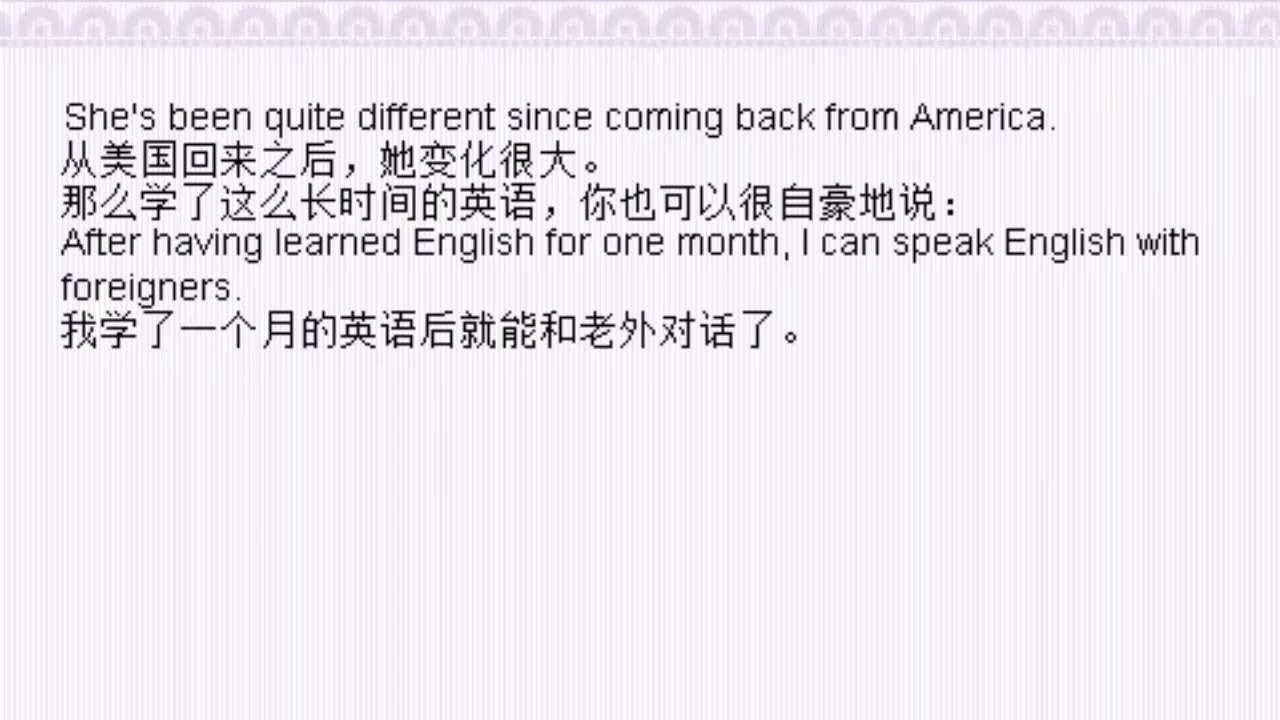 She's been quite different since coming back from America.
从美国回来之后，她变化很大。
那么学了这么长时间的英语，你也可以很自豪地说：
After having learned English for one month, I can speak English with
foreigners.
我学了一个月的英语后就能和老外对话了。